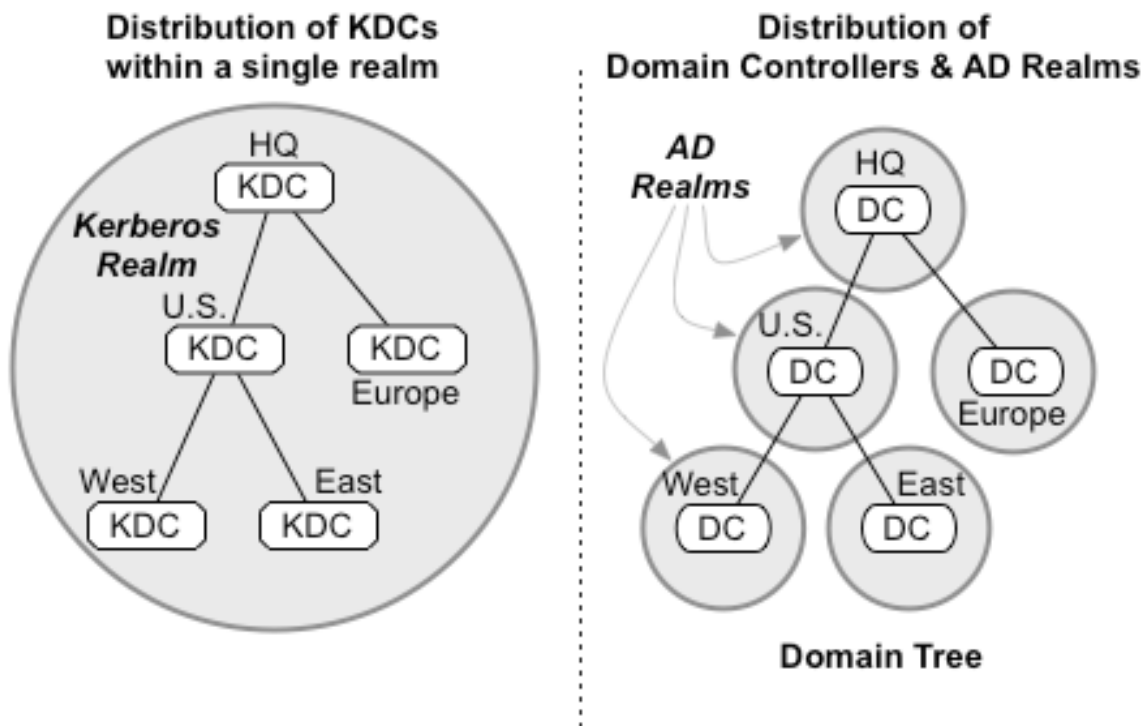 Distribution of KDCs
within a single realm
HQ
KDC
Kerberos
Realm
U.S.
KDC
KDC
Europe
West
East
KDC
KDC
Distribution of
Domain Controllers & AD Realms
AD
Realms
HQ
DC
U.S.
DC
DC
Europe
West
East
DC
DC
Domain Tree